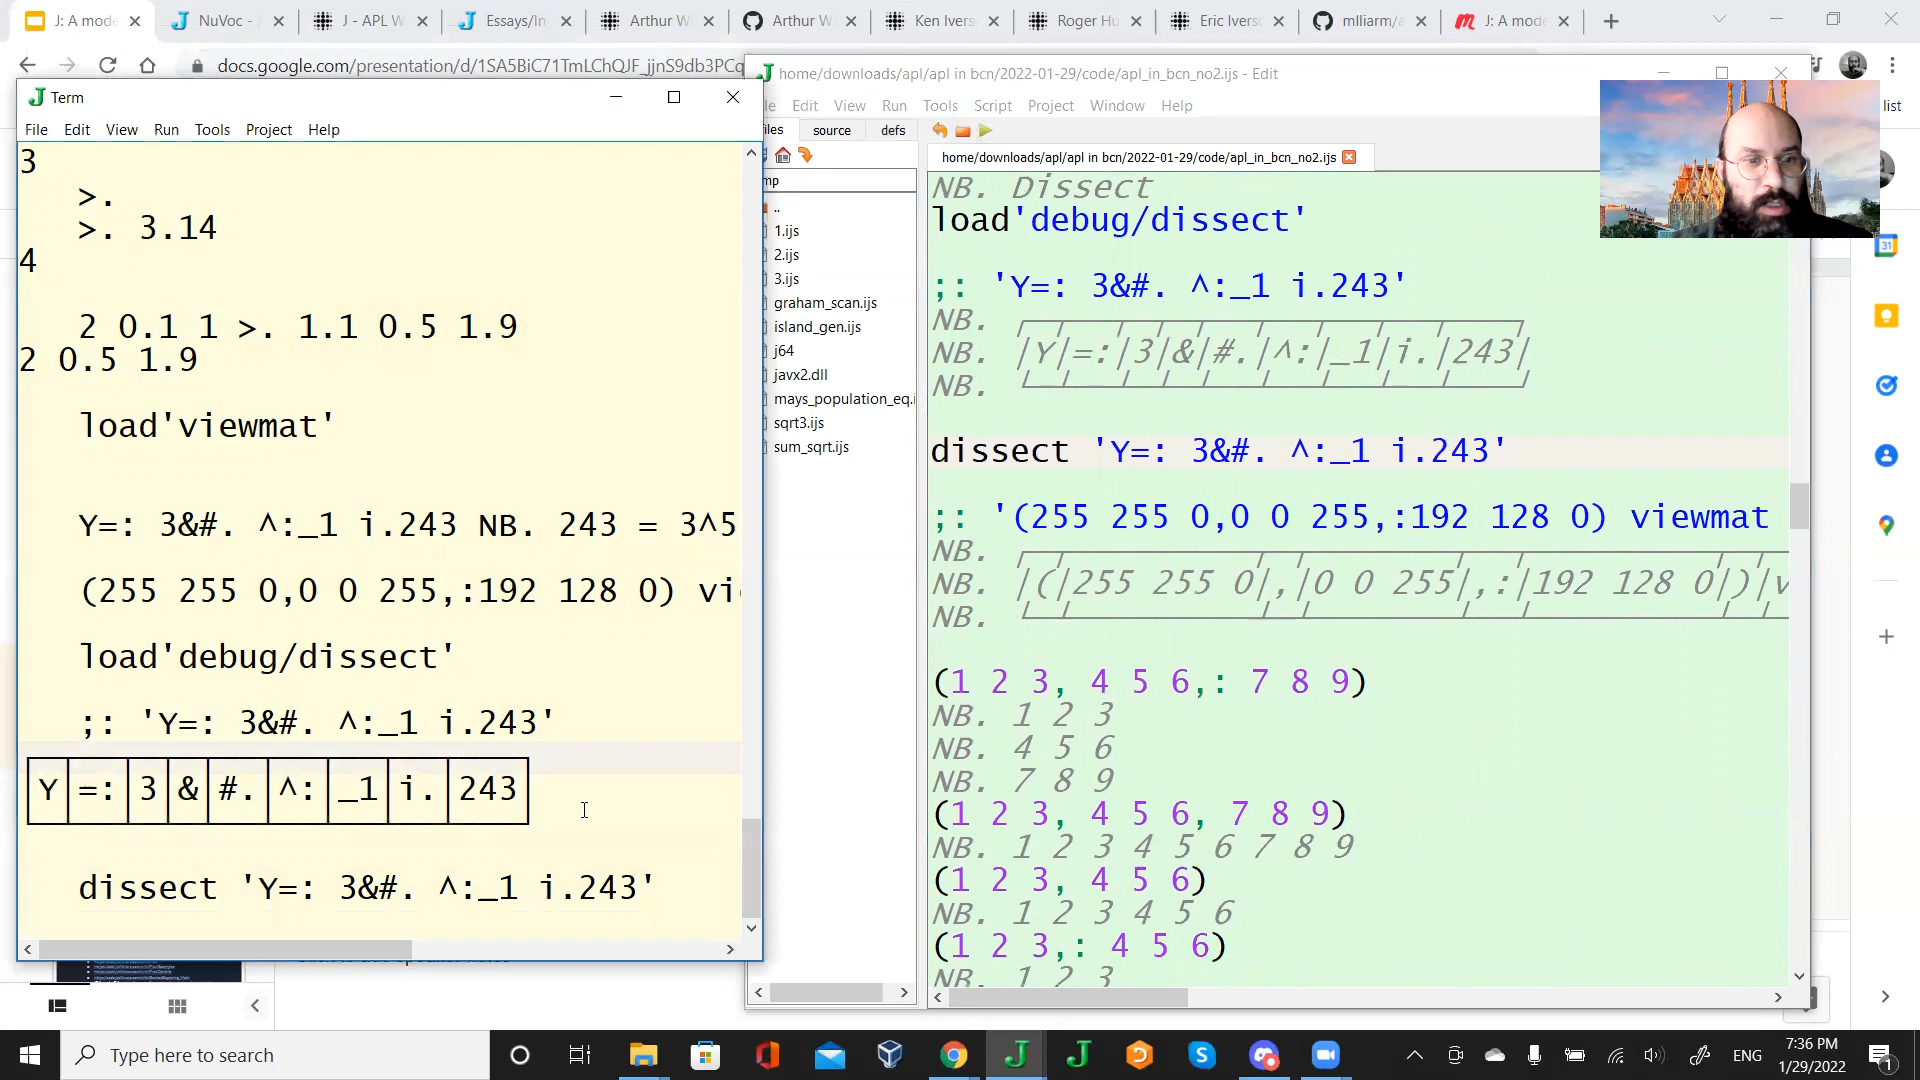 J: A mode
NuVoc - J
J - APL W
Essays/In
Arthur W
Arthur W
Ken Ivers
Roger Hu
Eric Ivers
mlliarm/a
J: A mode
docs.google.com/presentation/d/1SA5BiC71TmLChQJF_jjnS9db3PCq
list
Term
File Edit View Run Tools Project Help
3
>.
>. 3.14
4
2 0.1 1 >. 1.1 0.5 1.9
2 0.5 1.9
load'viewmat'
Y=: 3&#. ^:_1 i.243 NB. 243 = 3^5
(255 255 0,0 0 255,:192 128 0) vi
load'debug/dissect'
;: 'Y=: 3&#. ^:_1 i.243'
|Y|=:|3|&|#.|^:|_1|i.|243|
dissect 'Y=: 3&#. ^:_1 i.243'
home/downloads/apl/apl in bcn/2022-01-29/code/apl_in_bcn_no2.ijs - Edit
le Edit View Run Tools Script Project Window Help
iles source defs
mp
..
1.ijs
2.ijs
3.ijs
graham_scan.ijs
island_gen.ijs
j64
javx2.dll
mays_population_eq.i
sqrt3.ijs
sum_sqrt.ijs
home/downloads/apl/apl in bcn/2022-01-29/code/apl_in_bcn_no2.ijs
NB. Dissect
load'debug/dissect'
;: 'Y=: 3&#. ^:_1 i.243'
NB.
NB. |Y|=:|3|&|#.|^:|_1|i.|243|
NB.
dissect 'Y=: 3&#. ^:_1 i.243'
;: '(255 255 0,0 0 255,:192 128 0) viewmat
NB.
NB. |(|255 255 0|,|0 0 255|,:|192 128 0|)|v
NB.
(1 2 3, 4 5 6,: 7 8 9)
NB. 1 2 3
NB. 4 5 6
NB. 7 8 9
(1 2 3, 4 5 6, 7 8 9)
NB. 1 2 3 4 5 6 7 8 9
(1 2 3, 4 5 6)
NB. 1 2 3 4 5 6
(1 2 3,: 4 5 6)
NB. 1 2 3
31
Type here to search
ENG
7:36 PM
1/29/2022
1